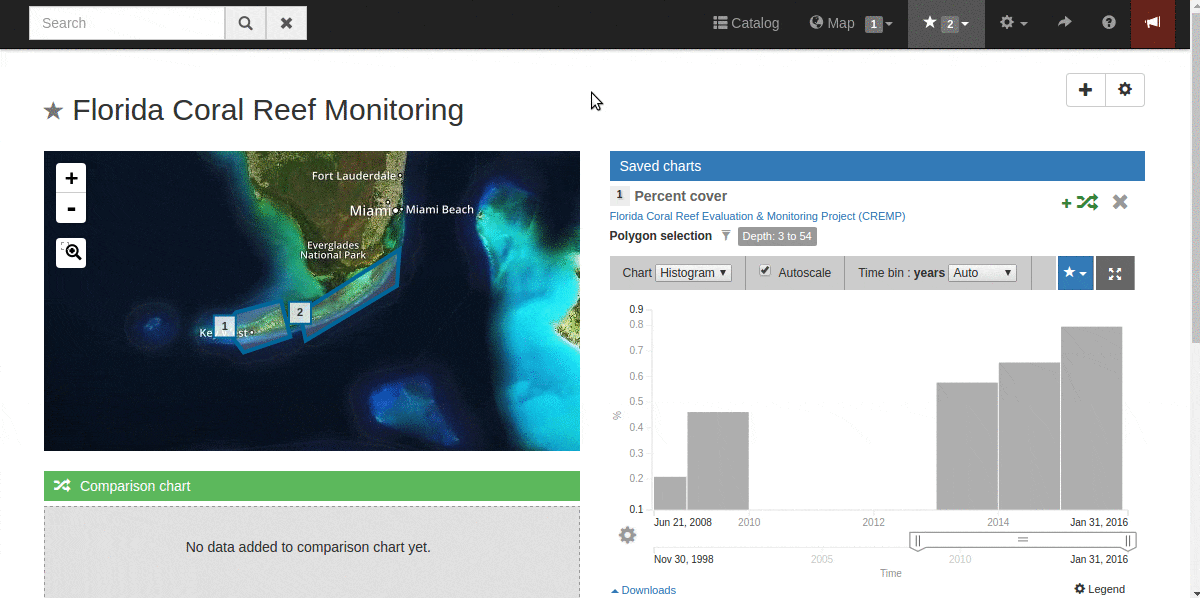 Search
Catalog
Map 1
2
Florida Coral Reef Monitoring
+
-
Fort Lauderdale
Miami
Miami Beach
Everglades
National Park
1
2
Comparison chart
No data added to comparison chart yet.
Saved charts
1 Percent cover
Florida Coral Reef Evaluation & Monitoring Project (CREMP)
Polygon selection Depth: 3 to 54
Chart Histogram Autoscale Time bin : years Auto
0.9
0.8
0.7
0.6
0.5
0.4
0.3
0.2
0.1
%
Jun 21, 2008 2010 2012 2014 Jan 31, 2016
Nov 30, 1998 2005 2010 Jan 31, 2016
Time
Downloads
Legend